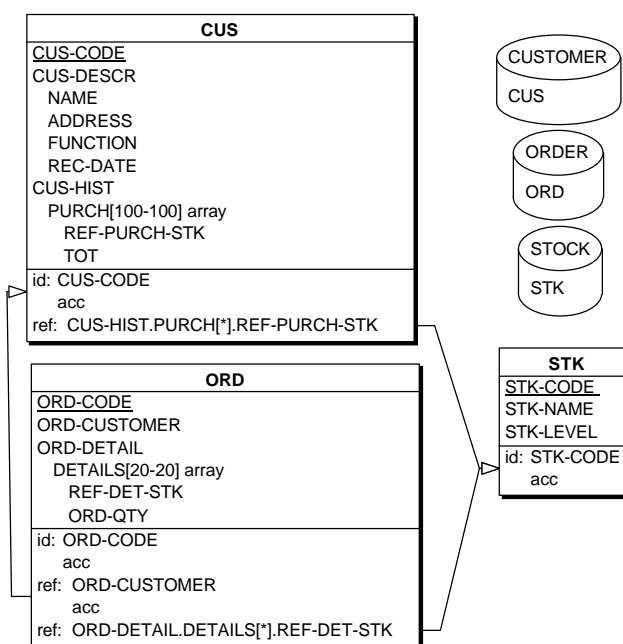 CUS
CUS-CODE
CUS-DESCR
NAME
ADDRESS
FUNCTION
REC-DATE
CUS-HIST
PURCH[100-100] array
REF-PURCH-STK
TOT
id: CUS-CODE
acc
ref: CUS-HIST.PURCH[*].REF-PURCH-STK
CUSTOMER
CUS
ORDER
ORD
STOCK
STK
ORD
ORD-CODE
ORD-CUSTOMER
ORD-DETAIL
DETAILS[20-20] array
REF-DET-STK
ORD-QTY
id: ORD-CODE
acc
ref: ORD-CUSTOMER
acc
ref: ORD-DETAIL.DETAILS[*].REF-DET-STK
STK
STK-CODE
STK-NAME
STK-LEVEL
id: STK-CODE
acc